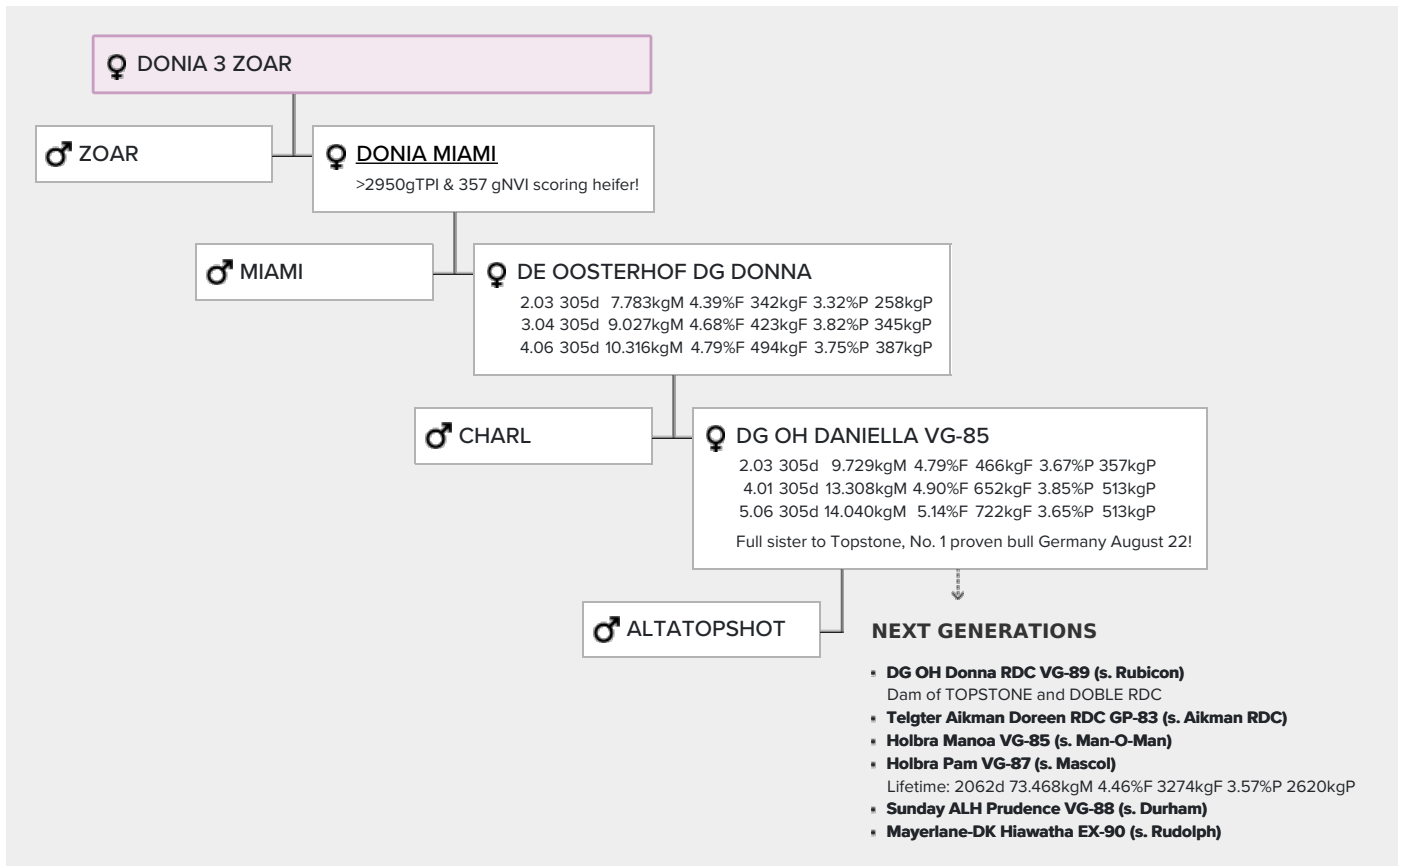 DONIA 3 ZOAR
ZOAR
DONIA MIAMI
>2950gTPI & 357 gNVI scoring heifer!
MIAMI
DE OOSTERHOF DG DONNA
2.03 305d 7.783kgM 4.39%F 342kgF 3.32%P 258kgP
3.04 305d 9.027kgM 4.68%F 423kgF 3.82%P 345kgP
4.06 305d 10.316kgM 4.79%F 494kgF 3.75%P 387kgP
CHARL
DG OH DANIELLA VG-85
2.03 305d 9.729kgM 4.79%F 466kgF 3.67%P 357kgP
4.01 305d 13.308kgM 4.90%F 652kgF 3.85%P 513kgP
5.06 305d 14.040kgM 5.14%F 722kgF 3.65%P 513kgP
Full sister to Topstone, No. 1 proven bull Germany August 22!
ALTATOPSHOT
NEXT GENERATIONS
DG OH Donna RDC VG-89 (s. Rubicon)
Dam of TOPSTONE and DOBLE RDC
Telgter Aikman Doreen RDC GP-83 (s. Aikman RDC)
Holbra Manoa VG-85 (s. Man-O-Man)
Holbra Pam VG-87 (s. Mascol)
Lifetime: 2062d 73.468kgM 4.46%F 3274kgF 3.57%P 2620kgP
Sunday ALH Prudence VG-88 (s. Durham)
Mayerlane-DK Hiawatha EX-90 (s. Rudolph)